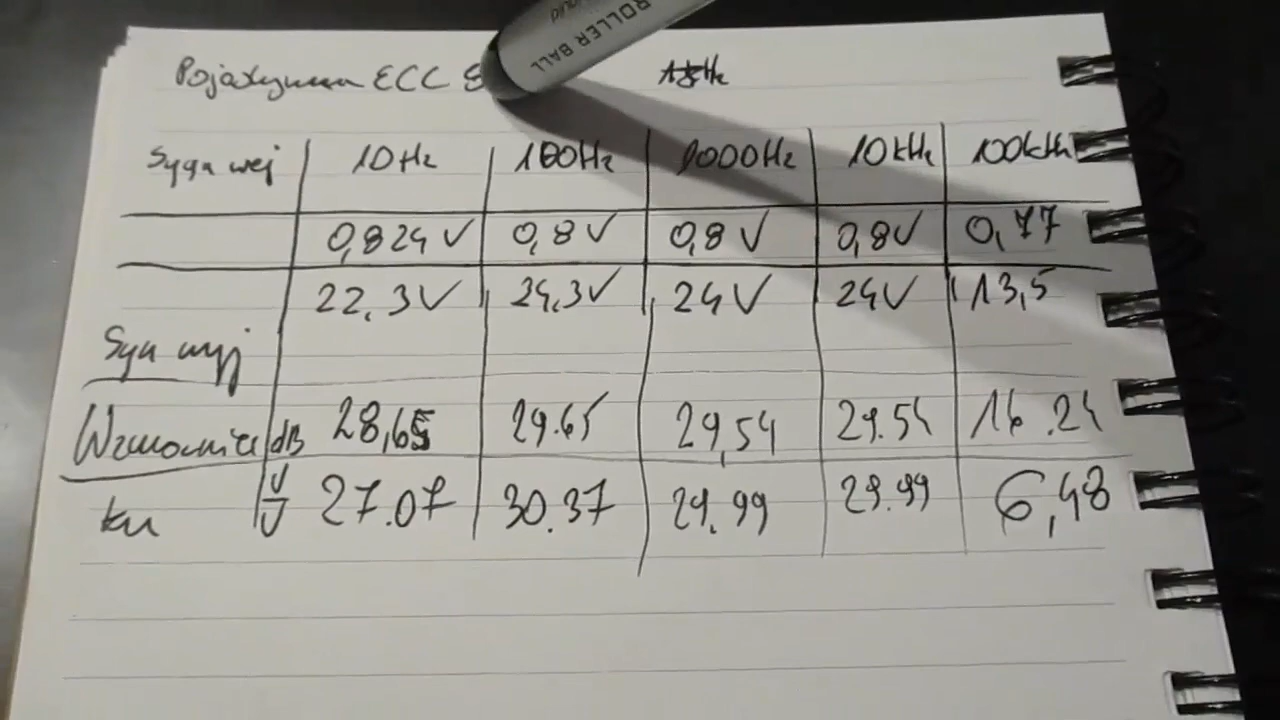 ROLLER BALL
Pojedyncza ECC 8
1kHz
Sygn wej 10Hz 100Hz 1000Hz 10kHz 100kHz
0,824V 0,8V 0,8V 0,8V 0,77
22,3V 24,3V 24V 24V 13,5
Syn wyj
Wzmocnienie dB 28,65 29.65 29,54 29.54 16.24
ku V/V 27.07 30.37 29.99 29.99 6,48